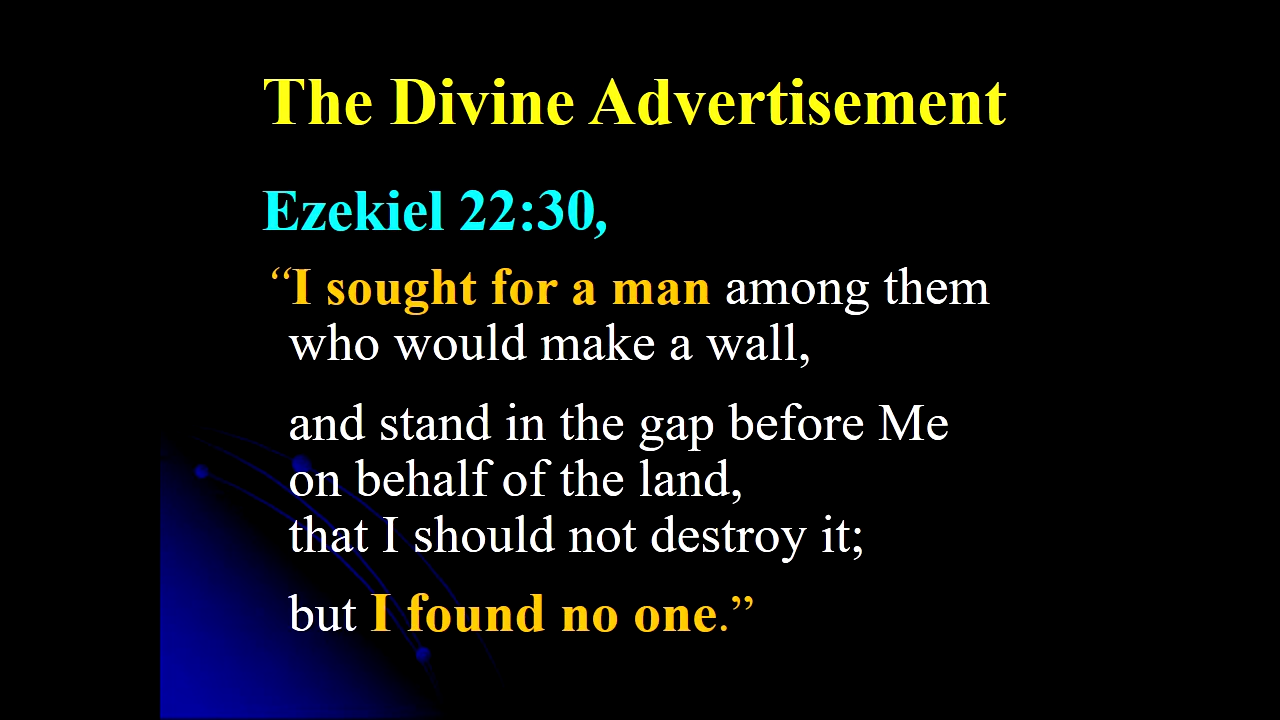 The Divine Advertisement
Ezekiel 22:30,
“I sought for a man among them
who would make a wall,
and stand in the gap before Me
on behalf of the land,
that I should not destroy it;
but I found no one.”